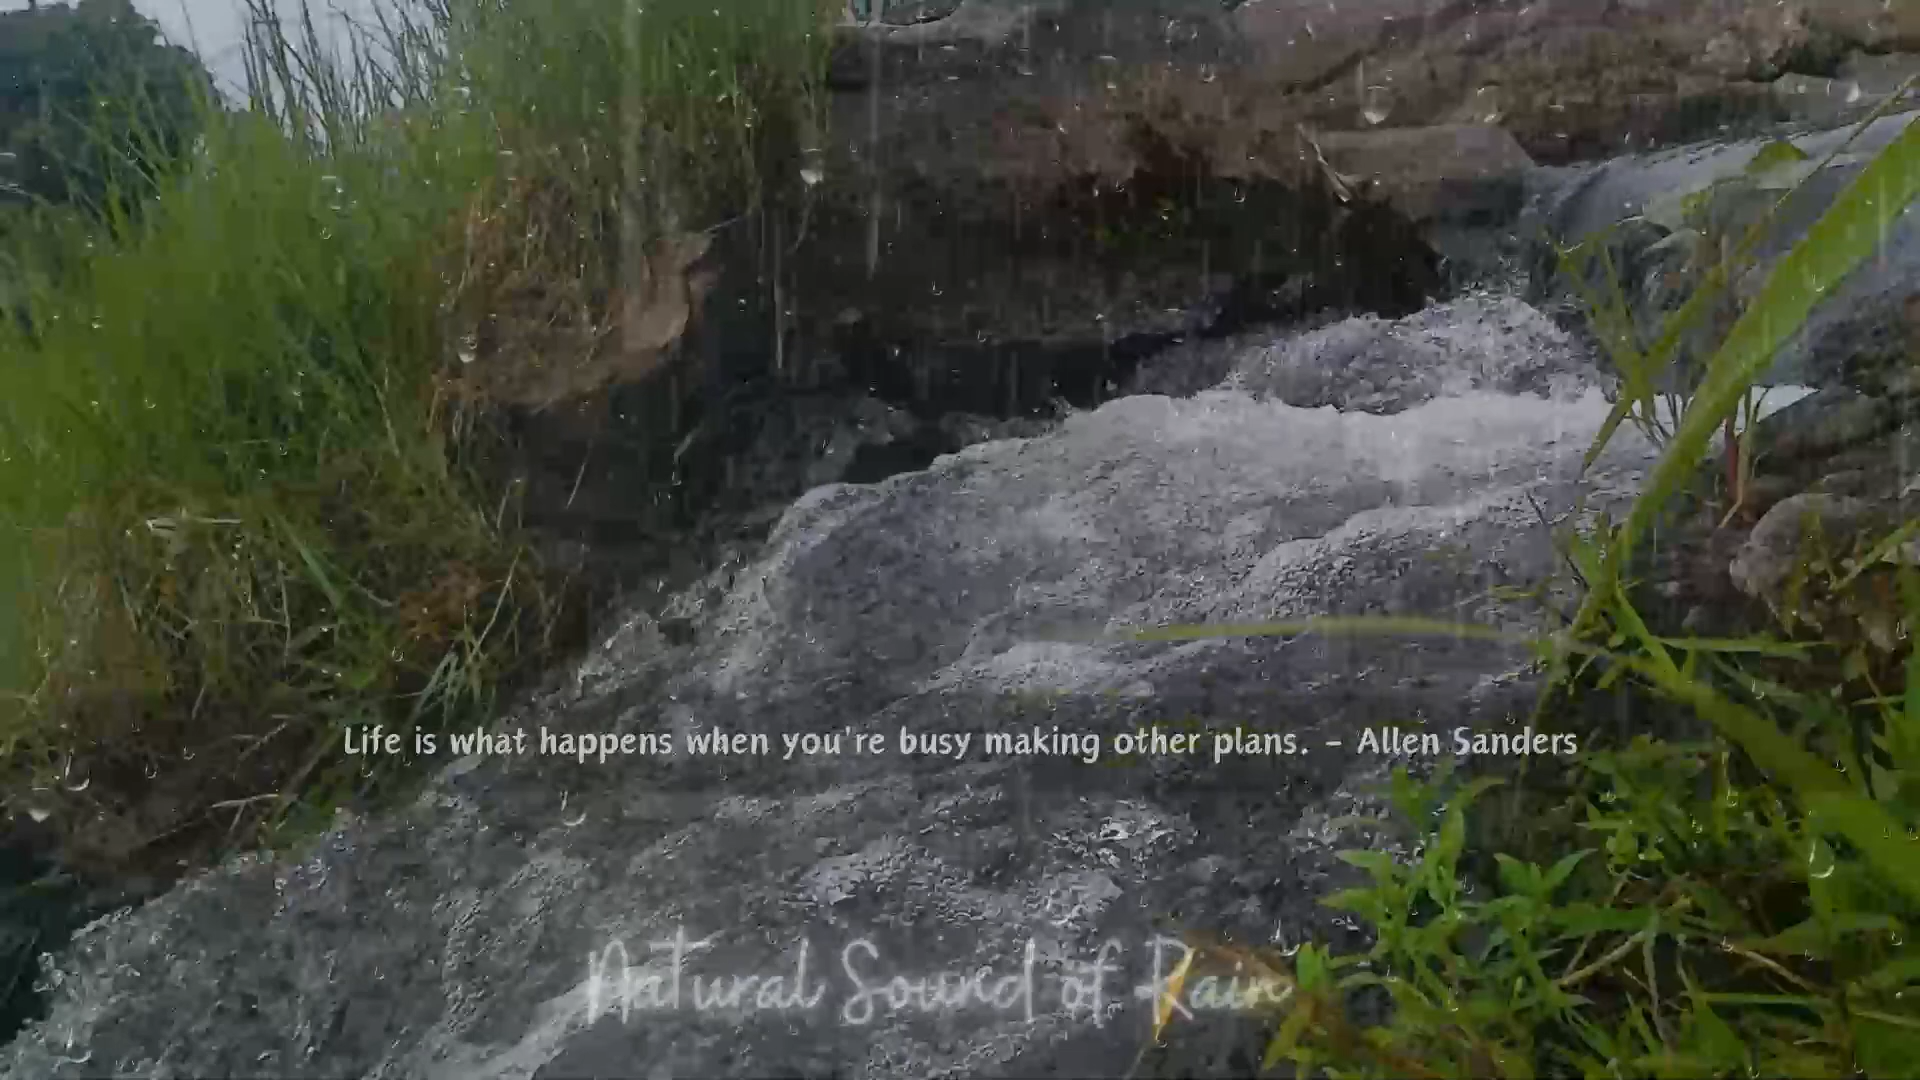 Life is what happens when you're busy making other plans. - Allen Sanders
Natural Sound of Rain